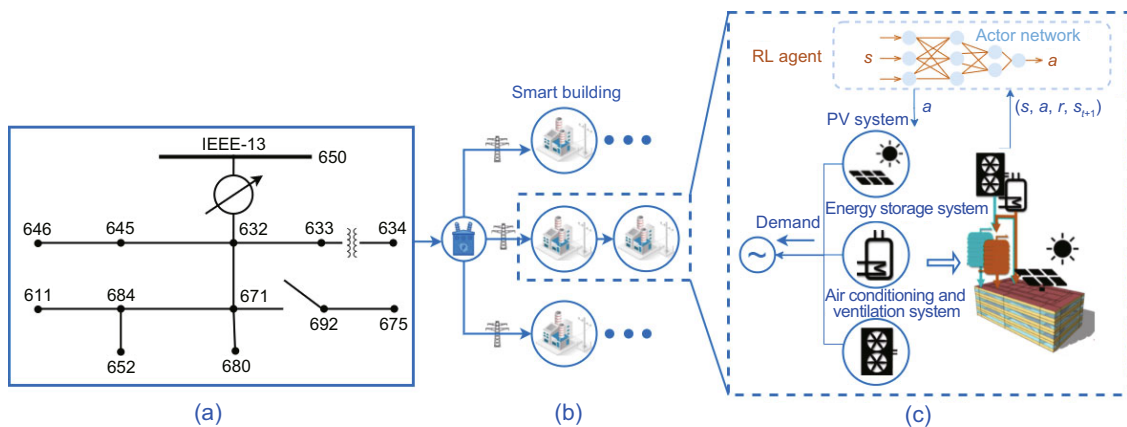 IEEE-13
650
646
645
632
633
634
611
684
671
692
675
652
680
(a)
Smart building
(b)
Actor network
RL agent
s
a
a
(s, a, r, s_{t+1})
PV system
Energy storage system
Demand
~
Air conditioning and
ventilation system
(c)